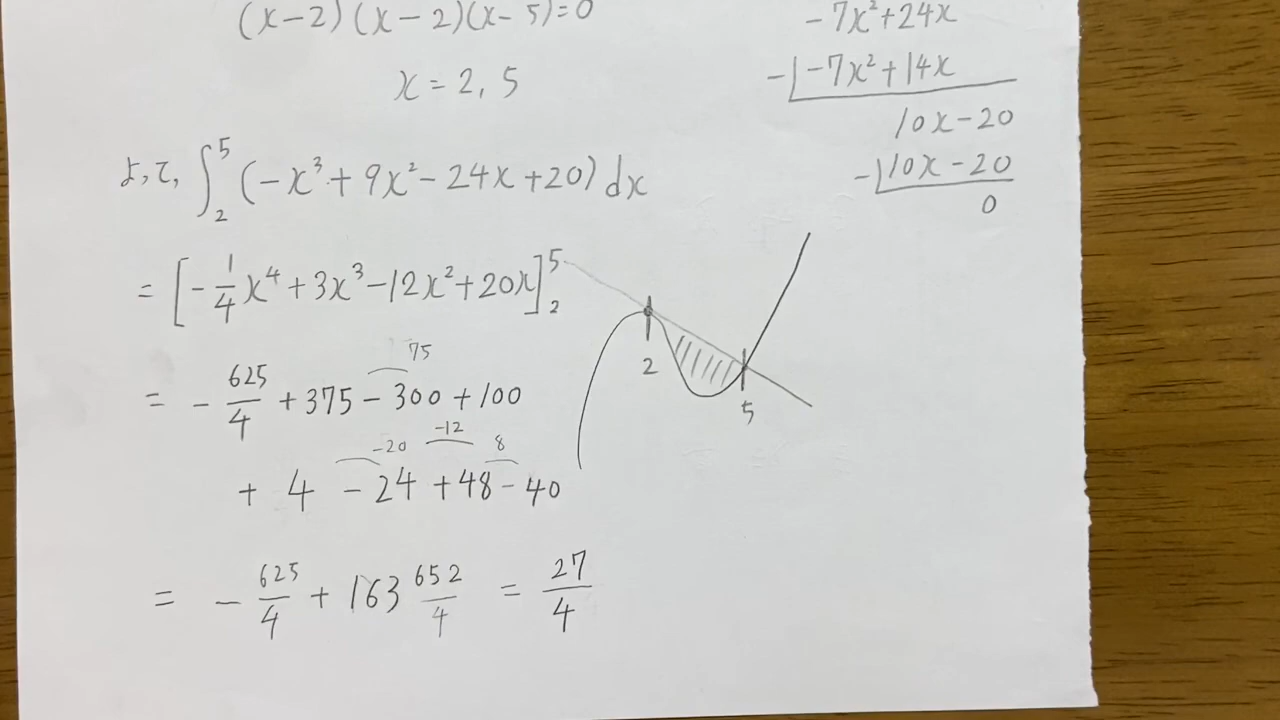 (x-2)(x-2)(x-5)=0
x=2,5
よって, ∫₂⁵(-x³+9x²-24x+20)dx
=[-1/4x⁴+3x³-12x²+20x]₂⁵
75
=-625/4+375-300+100
-20 -12 8
+4-24+48-40
=-625/4+163 652/4=27/4
-7x²+24x
-)-7x²+14x
10x-20
-)10x-20
0
2
5